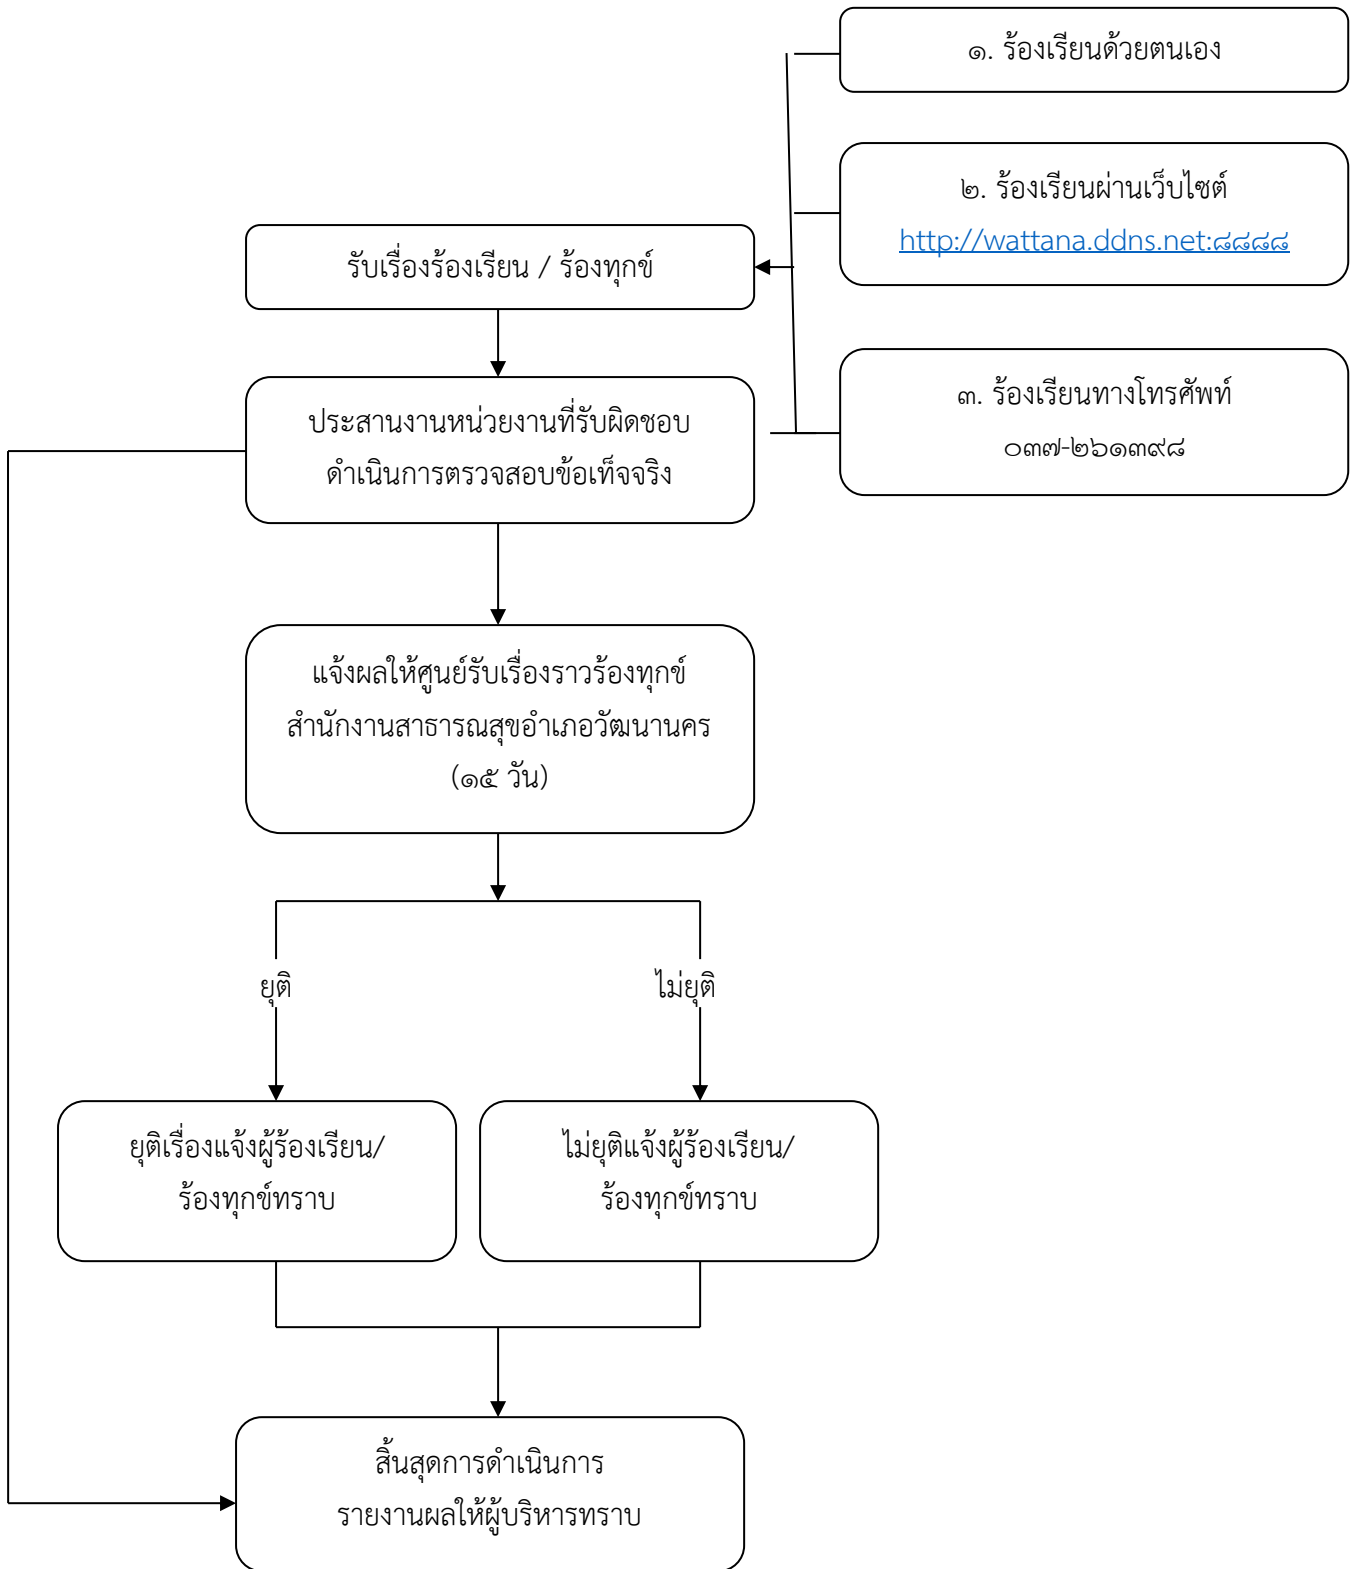 ๑. ร้องเรียนด้วยตนเอง
๒. ร้องเรียนผ่านเว็บไซต์
http://wattana.ddns.net:๘๘๘๘
๓. ร้องเรียนทางโทรศัพท์
๐๓๗-๒๖๑๓๙๘
รับเรื่องร้องเรียน / ร้องทุกข์
ประสานงานหน่วยงานที่รับผิดชอบ
ดำเนินการตรวจสอบข้อเท็จจริง
แจ้งผลให้ศูนย์รับเรื่องราวร้องทุกข์
สำนักงานสาธารณสุขอำเภอวัฒนานคร
(๑๕ วัน)
ยุติ
ไม่ยุติ
ยุติเรื่องแจ้งผู้ร้องเรียน/
ร้องทุกข์ทราบ
ไม่ยุติแจ้งผู้ร้องเรียน/
ร้องทุกข์ทราบ
สิ้นสุดการดำเนินการ
รายงานผลให้ผู้บริหารทราบ